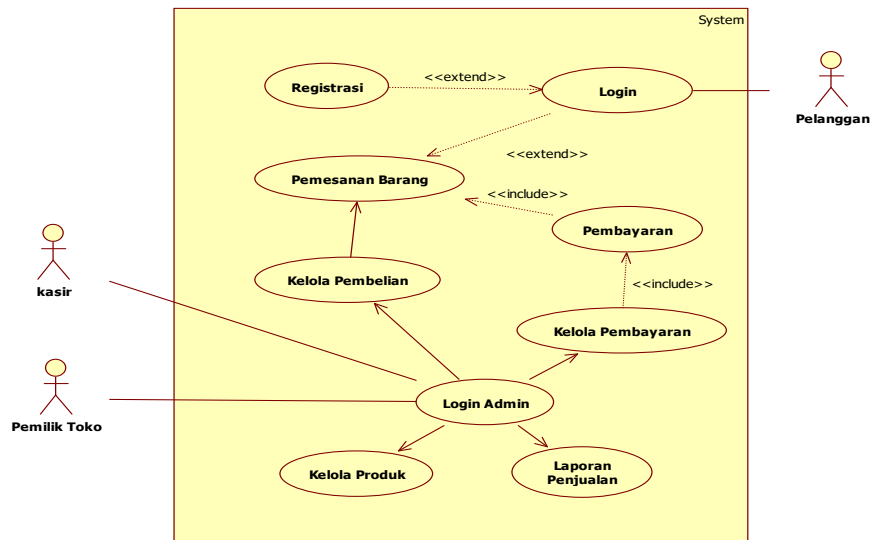 System
Registrasi
<<extend>>
Login
Pelanggan
<<extend>>
Pemesanan Barang
<<include>>
Pembayaran
kasir
Kelola Pembelian
<<include>>
Kelola Pembayaran
Pemilik Toko
Login Admin
Kelola Produk
Laporan
Penjualan